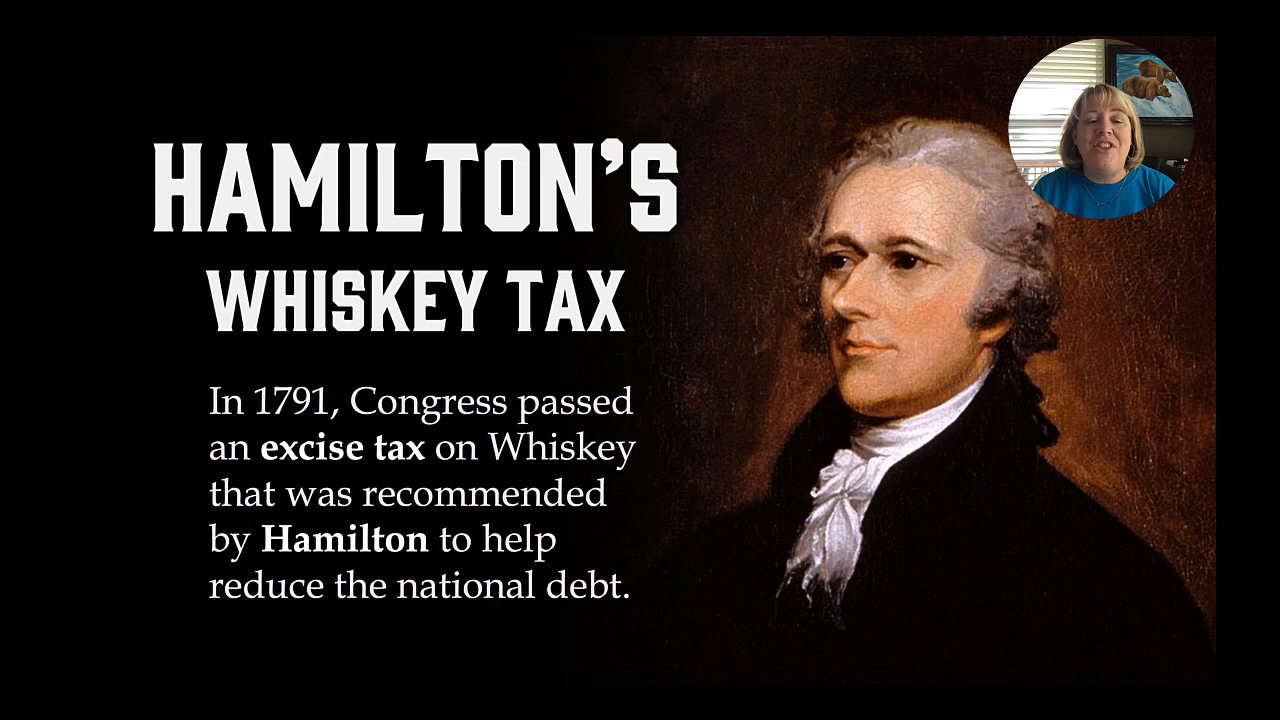 HAMILTON'S
WHISKEY TAX
In 1791, Congress passed
an excise tax on Whiskey
that was recommended
by Hamilton to help
reduce the national debt.